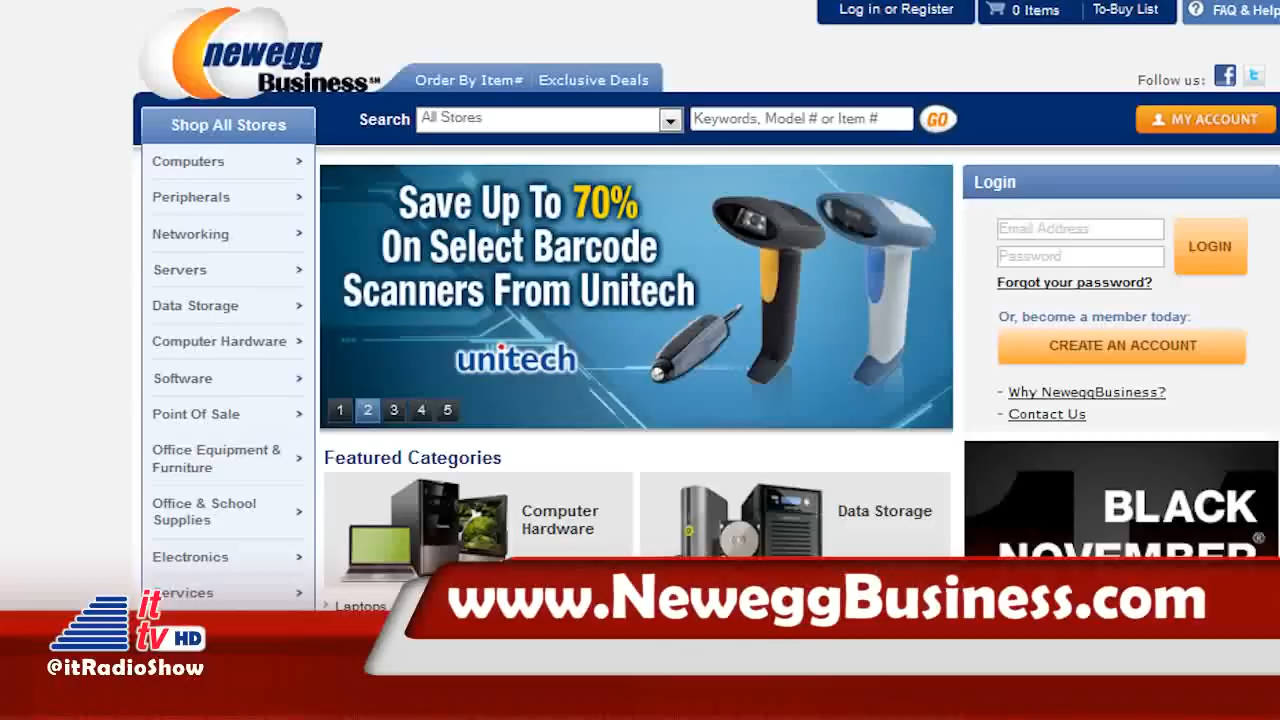 Log in or Register
0 Items
To-Buy List
FAQ & Help
newegg
Business℠
Order By Item#
Exclusive Deals
Follow us:
Search
All Stores
Keywords, Model # or Item #
GO
MY ACCOUNT
Shop All Stores
Computers
Peripherals
Networking
Servers
Data Storage
Computer Hardware
Software
Point Of Sale
Office Equipment &
Furniture
Office & School
Supplies
Electronics
Services
Save Up To 70%
On Select Barcode
Scanners From Unitech
unitech
1 2 3 4 5
Login
Email Address
Password
LOGIN
Forgot your password?
Or, become a member today:
CREATE AN ACCOUNT
- Why NeweggBusiness?
- Contact Us
Featured Categories
Computer
Hardware
Data Storage
Laptops
BLACK
NOVEMBER®
www.NeweggBusiness.com
it
tv HD
@itRadioShow